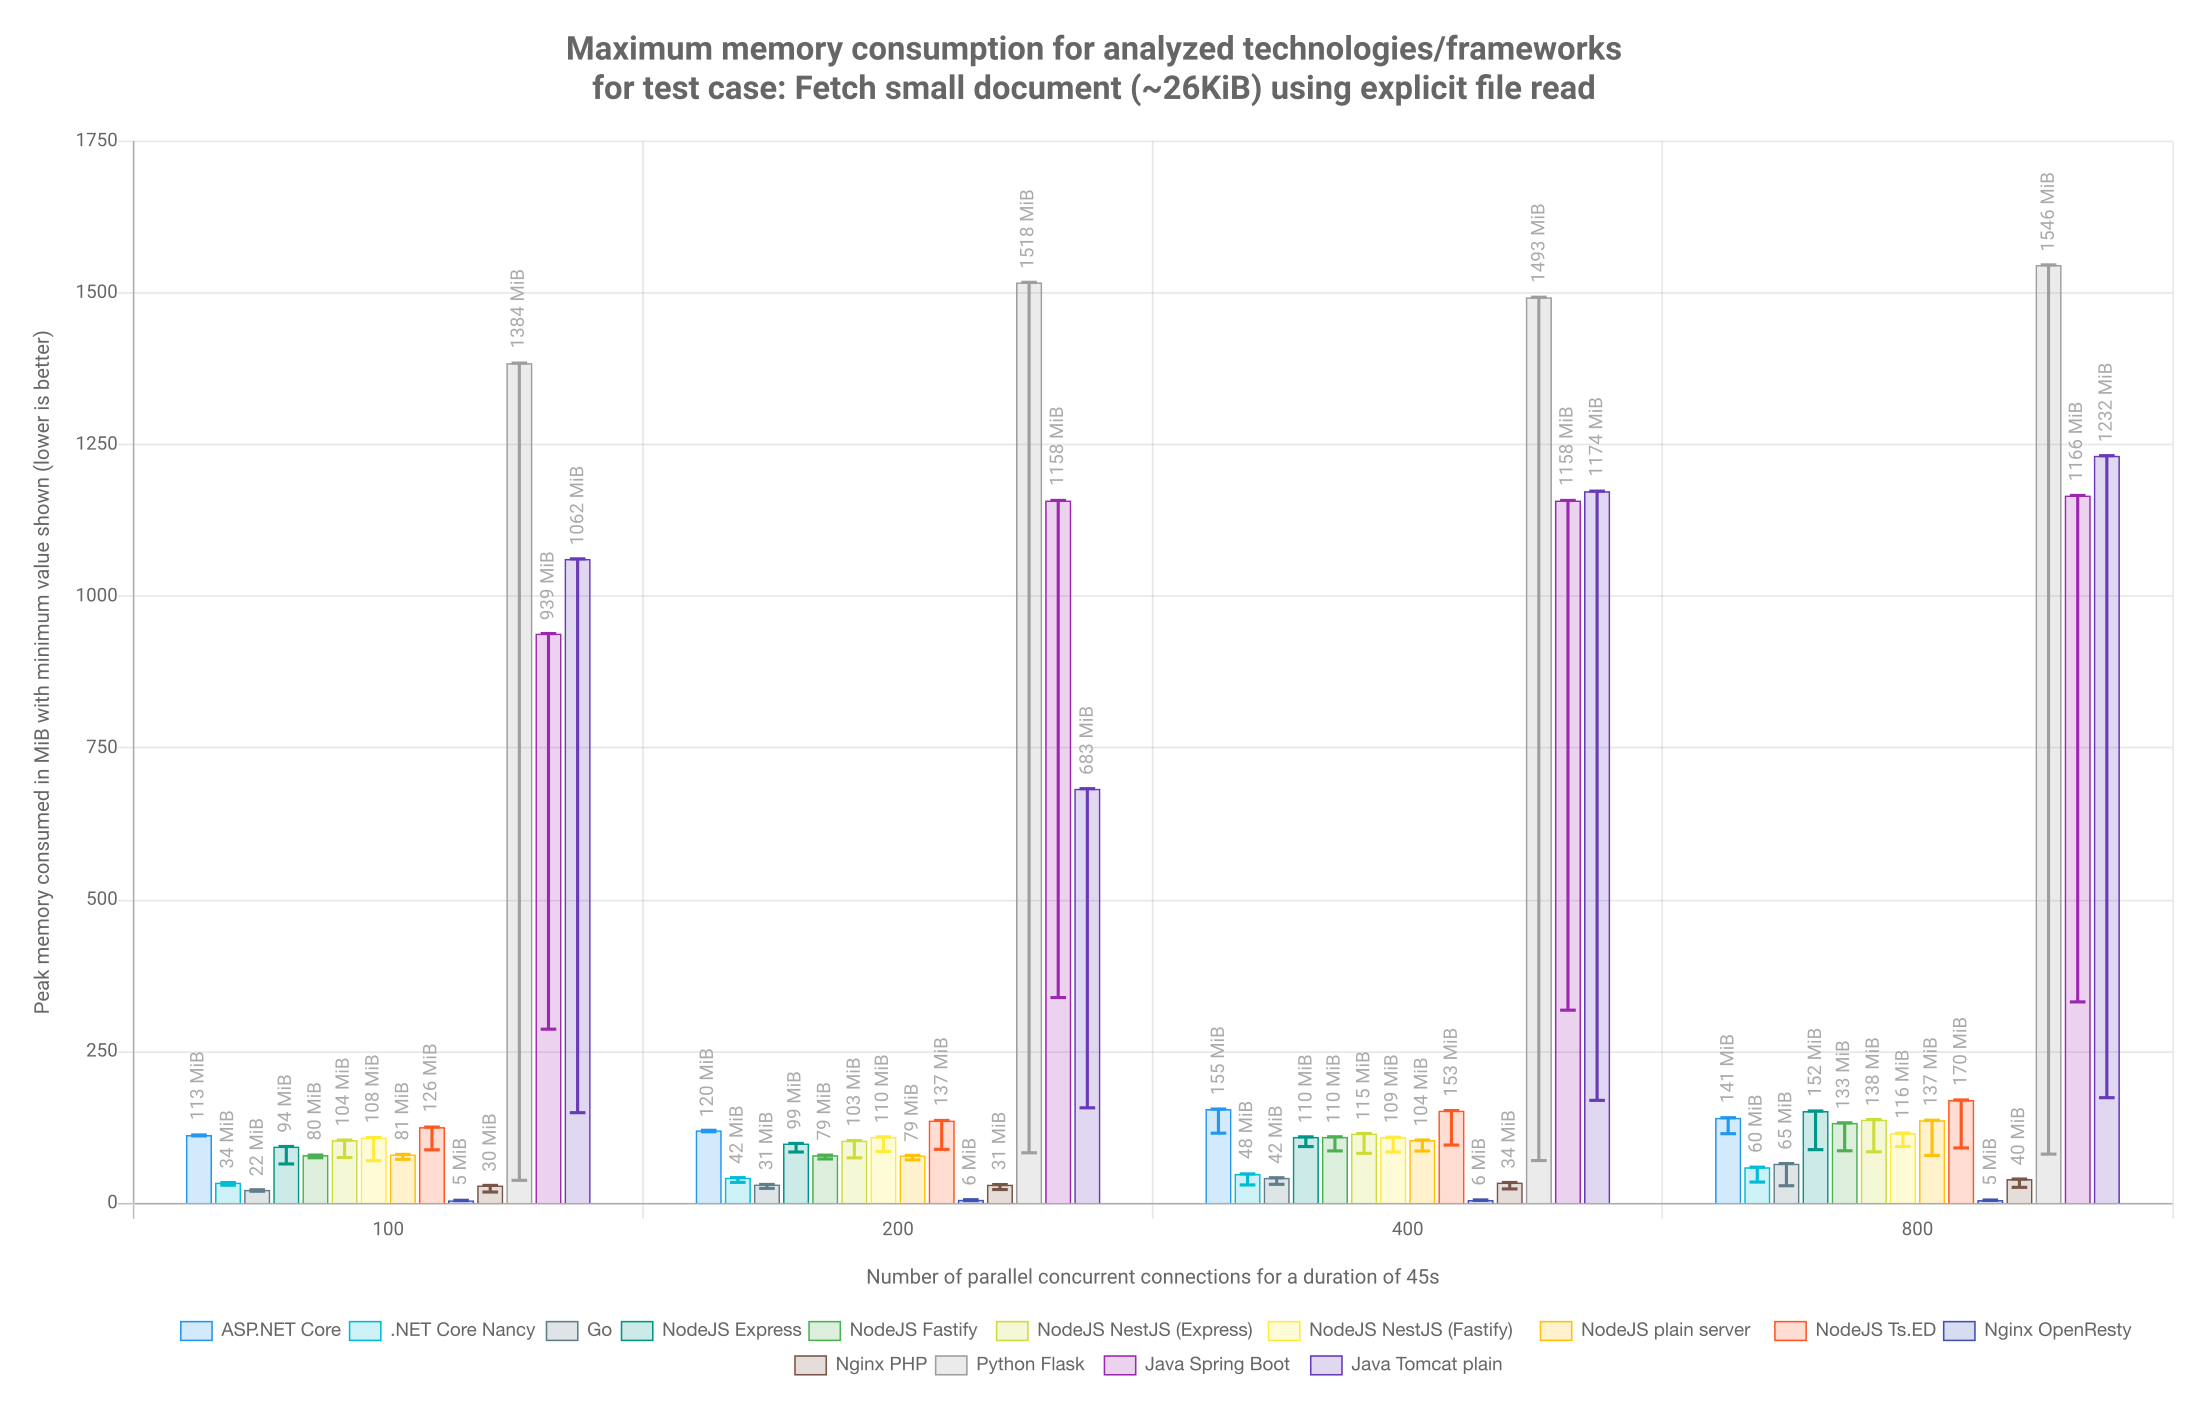 Maximum memory consumption for analyzed technologies/frameworks
for test case: Fetch small document (~26KiB) using explicit file read
Peak memory consumed in MiB with minimum value shown (lower is better)
1750
1500
1250
1000
750
500
250
0
113 MiB
34 MiB
22 MiB
94 MiB
80 MiB
104 MiB
108 MiB
81 MiB
126 MiB
5 MiB
30 MiB
1384 MiB
939 MiB
1062 MiB
120 MiB
42 MiB
31 MiB
99 MiB
79 MiB
103 MiB
110 MiB
79 MiB
137 MiB
6 MiB
31 MiB
1518 MiB
1158 MiB
683 MiB
155 MiB
48 MiB
42 MiB
110 MiB
110 MiB
115 MiB
109 MiB
104 MiB
153 MiB
6 MiB
34 MiB
1493 MiB
1158 MiB
1174 MiB
141 MiB
60 MiB
65 MiB
152 MiB
133 MiB
138 MiB
116 MiB
137 MiB
170 MiB
5 MiB
40 MiB
1546 MiB
1166 MiB
1232 MiB
100 200 400 800
Number of parallel concurrent connections for a duration of 45s
ASP.NET Core .NET Core Nancy Go NodeJS Express NodeJS Fastify NodeJS NestJS (Express) NodeJS NestJS (Fastify) NodeJS plain server NodeJS Ts.ED Nginx OpenResty
Nginx PHP Python Flask Java Spring Boot Java Tomcat plain